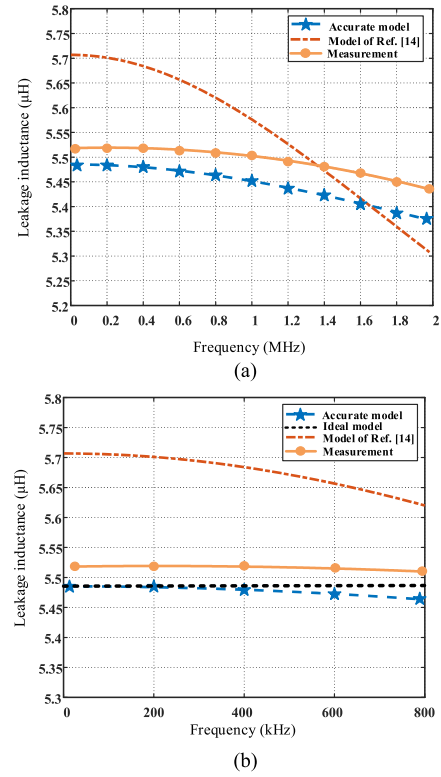 5.8
5.7
5.7
5.65
5.6
5.55
5.5
5.45
5.4
5.35
5.3
5.25
5.2
Leakage inductance (μH)
Accurate model
Model of Ref. [14]
Measurement
0 0.2 0.4 0.6 0.8 1 1.2 1.4 1.6 1.8 2
Frequency (MHz)
(a)
5.8
5.7
5.7
5.65
5.6
5.55
5.5
5.45
5.4
5.35
5.3
Leakage inductance (μH)
Accurate model
Ideal model
Model of Ref. [14]
Measurement
0 200 400 600 800
Frequency (kHz)
(b)